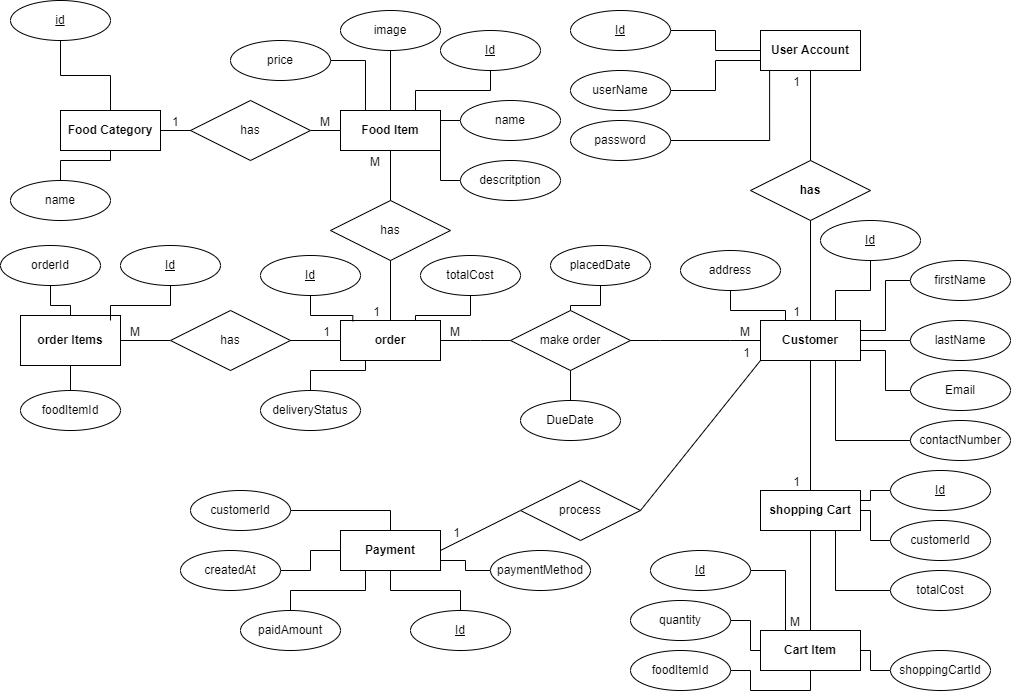 id
image
Id
Id
User Account
price
userName
1
Food Category
1
has
M
Food Item
name
password
M
descritption
name
has
has
Id
orderId
Id
Id
totalCost
placedDate
address
firstName
1
1
order Items
M
has
1
order
M
make order
M
Customer
lastName
1
foodItemId
deliveryStatus
DueDate
Email
contactNumber
1
Id
customerId
process
shopping Cart
1
customerId
Payment
createdAt
paymentMethod
Id
totalCost
paidAmount
Id
quantity
M
Cart Item
foodItemId
shoppingCartId